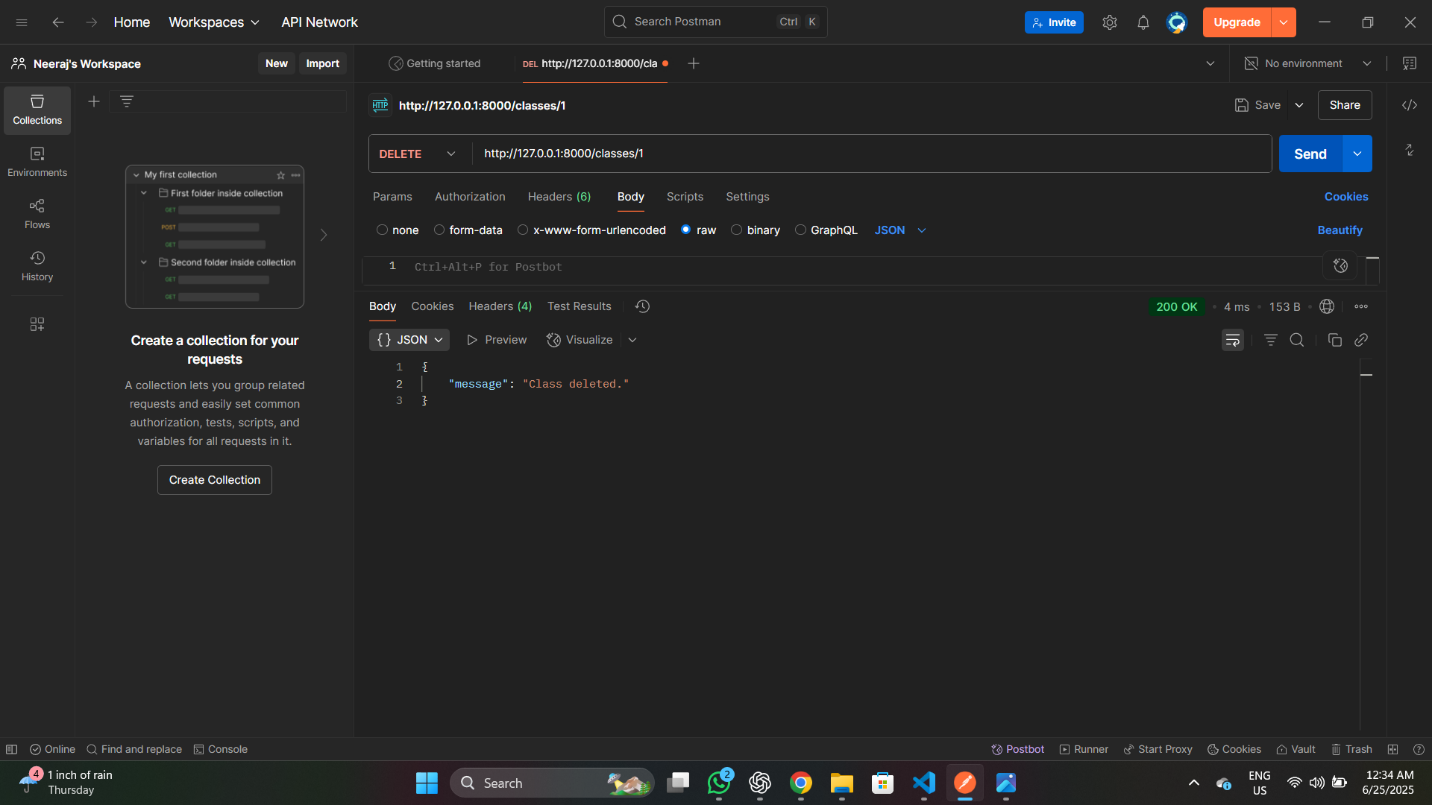 Home
Workspaces
API Network
Search Postman
Ctrl
K
Invite
Upgrade
Neeraj's Workspace
New
Import
Getting started
DEL http://127.0.0.1:8000/cla
No environment
Collections
Environments
Flows
History
My first collection
First folder inside collection
GET
POST
GET
Second folder inside collection
GET
GET
Create a collection for your
requests
A collection lets you group related
requests and easily set common
authorization, tests, scripts, and
variables for all requests in it.
Create Collection
HTTP
http://127.0.0.1:8000/classes/1
Save
Share
DELETE
http://127.0.0.1:8000/classes/1
Send
Params
Authorization
Headers (6)
Body
Scripts
Settings
Cookies
none
form-data
x-www-form-urlencoded
raw
binary
GraphQL
JSON
Beautify
1
Ctrl+Alt+P for Postbot
Body
Cookies
Headers (4)
Test Results
200 OK
4 ms
153 B
{} JSON
Preview
Visualize
1 {
2 "message": "Class deleted."
3 }
Online
Find and replace
Console
Postbot
Runner
Start Proxy
Cookies
Vault
Trash
4
1 inch of rain
Thursday
Search
2
ENG
US
12:34 AM
6/25/2025